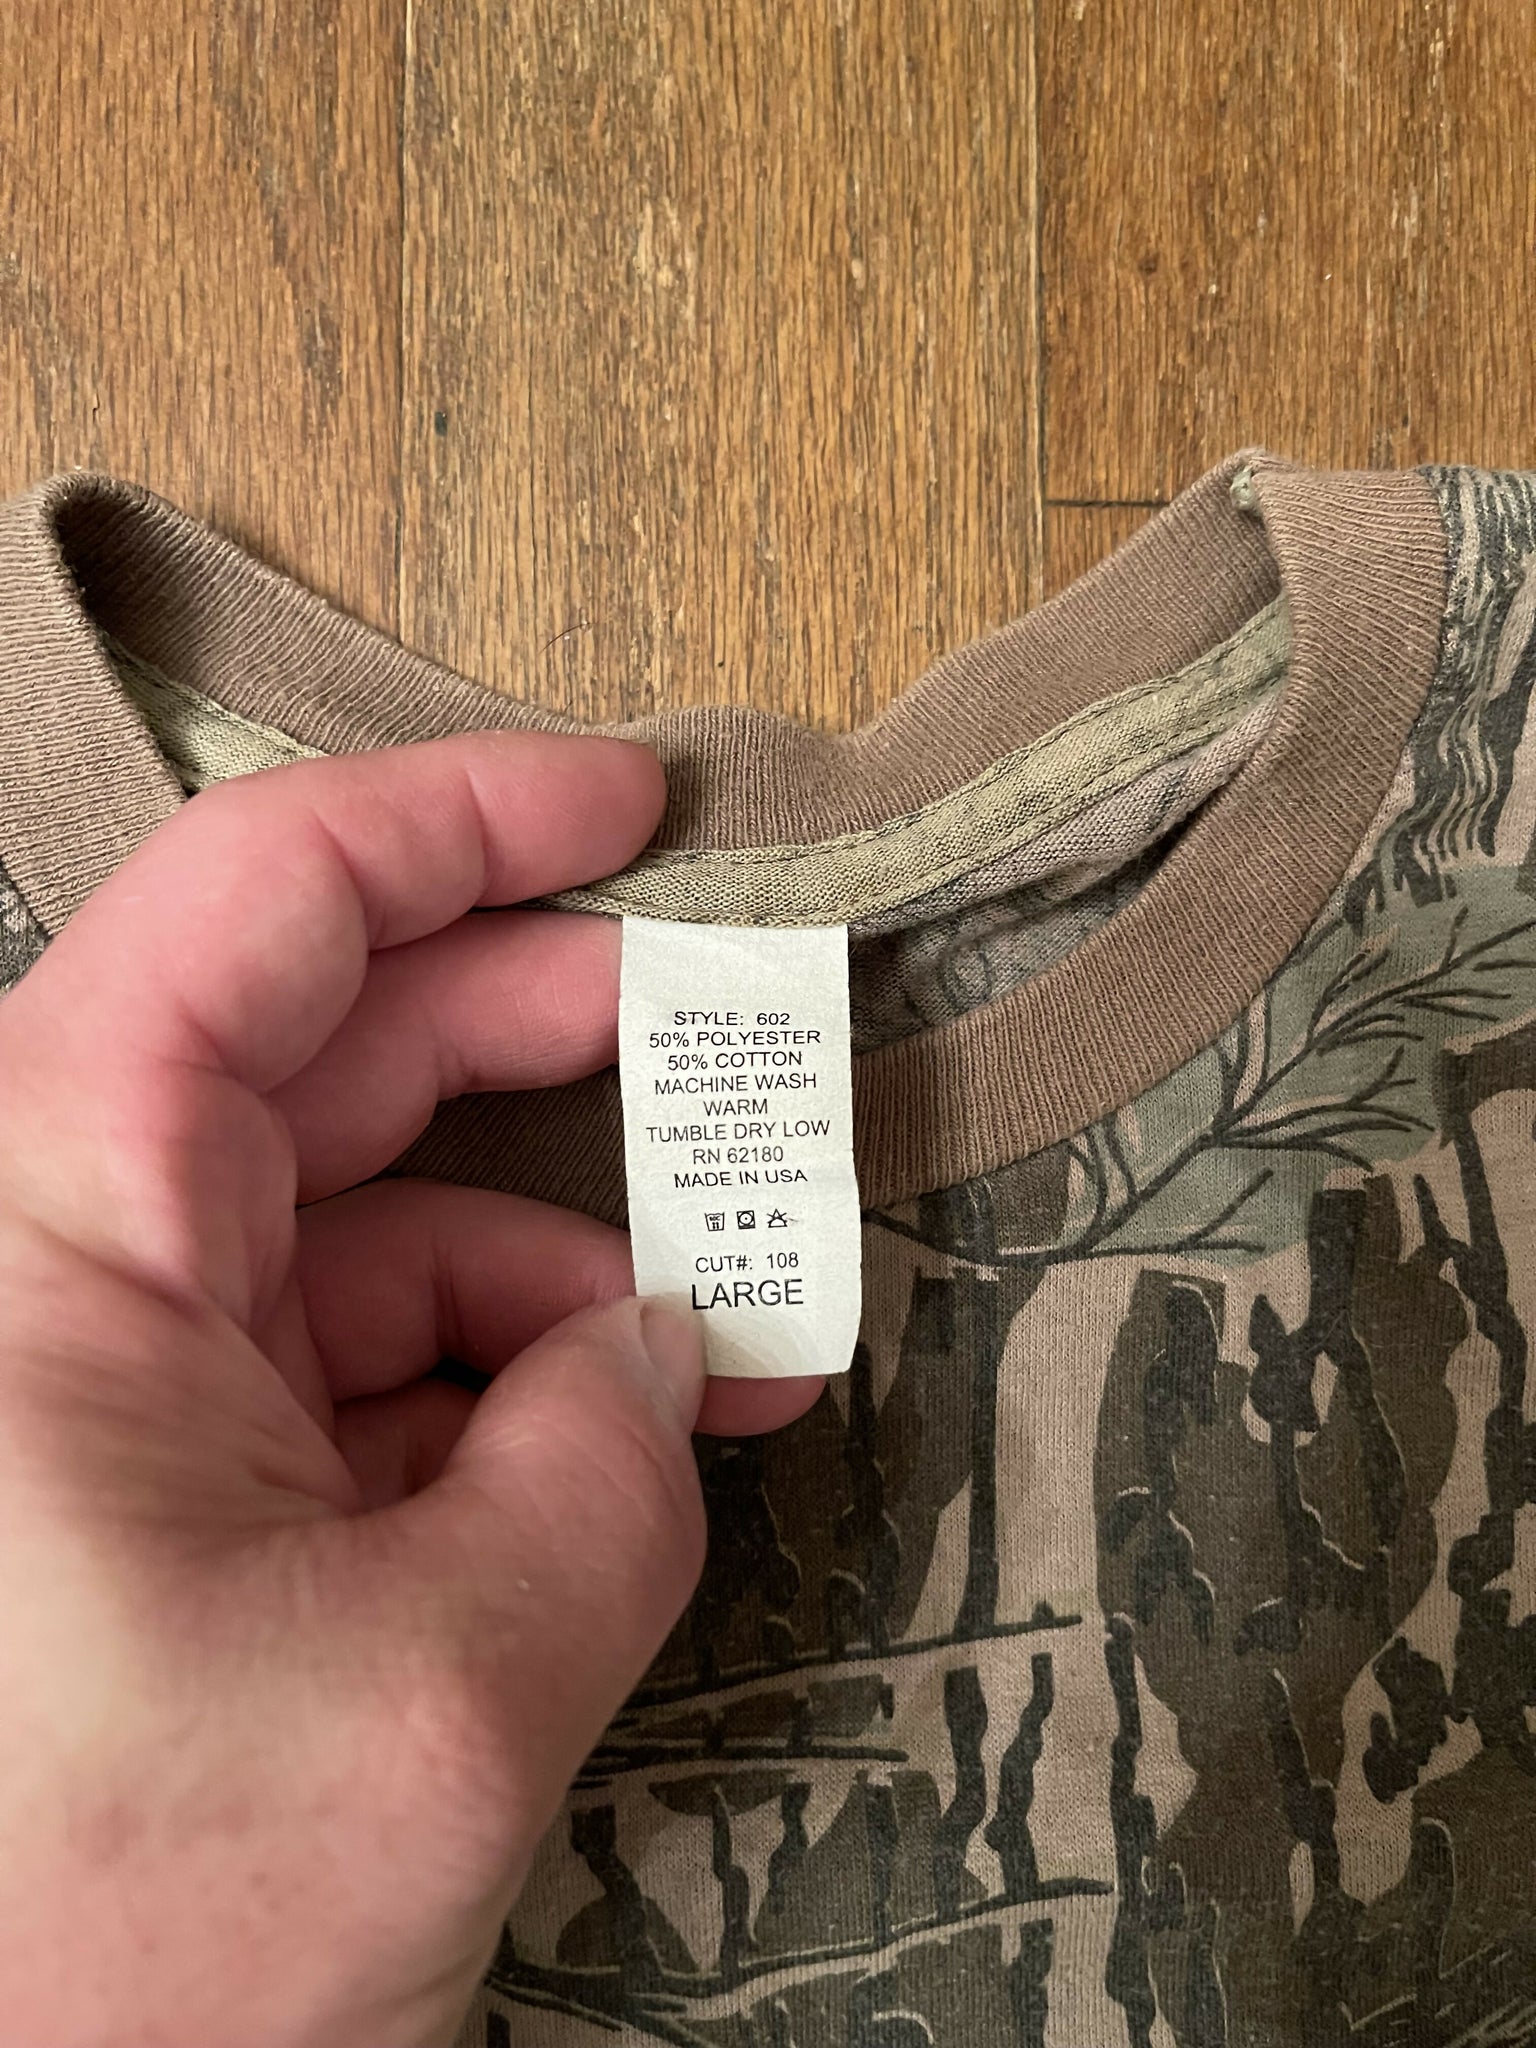 STYLE: 602
50% POLYESTER
50% COTTON
MACHINE WASH
WARM
TUMBLE DRY LOW
RN 62180
MADE IN USA
CUT#: 108
LARGE